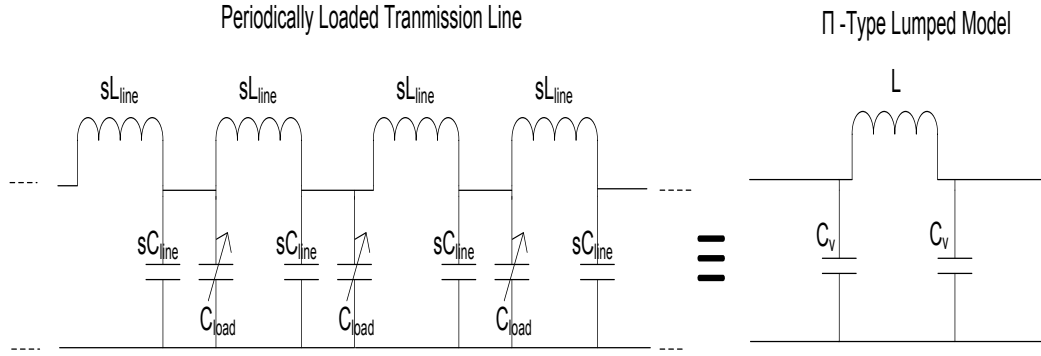 Periodically Loaded Tranmission Line
Π -Type Lumped Model
sLline sLline sLline sLline
L
sCline sCline sCline sCline
Cv Cv
Cload Cload Cload